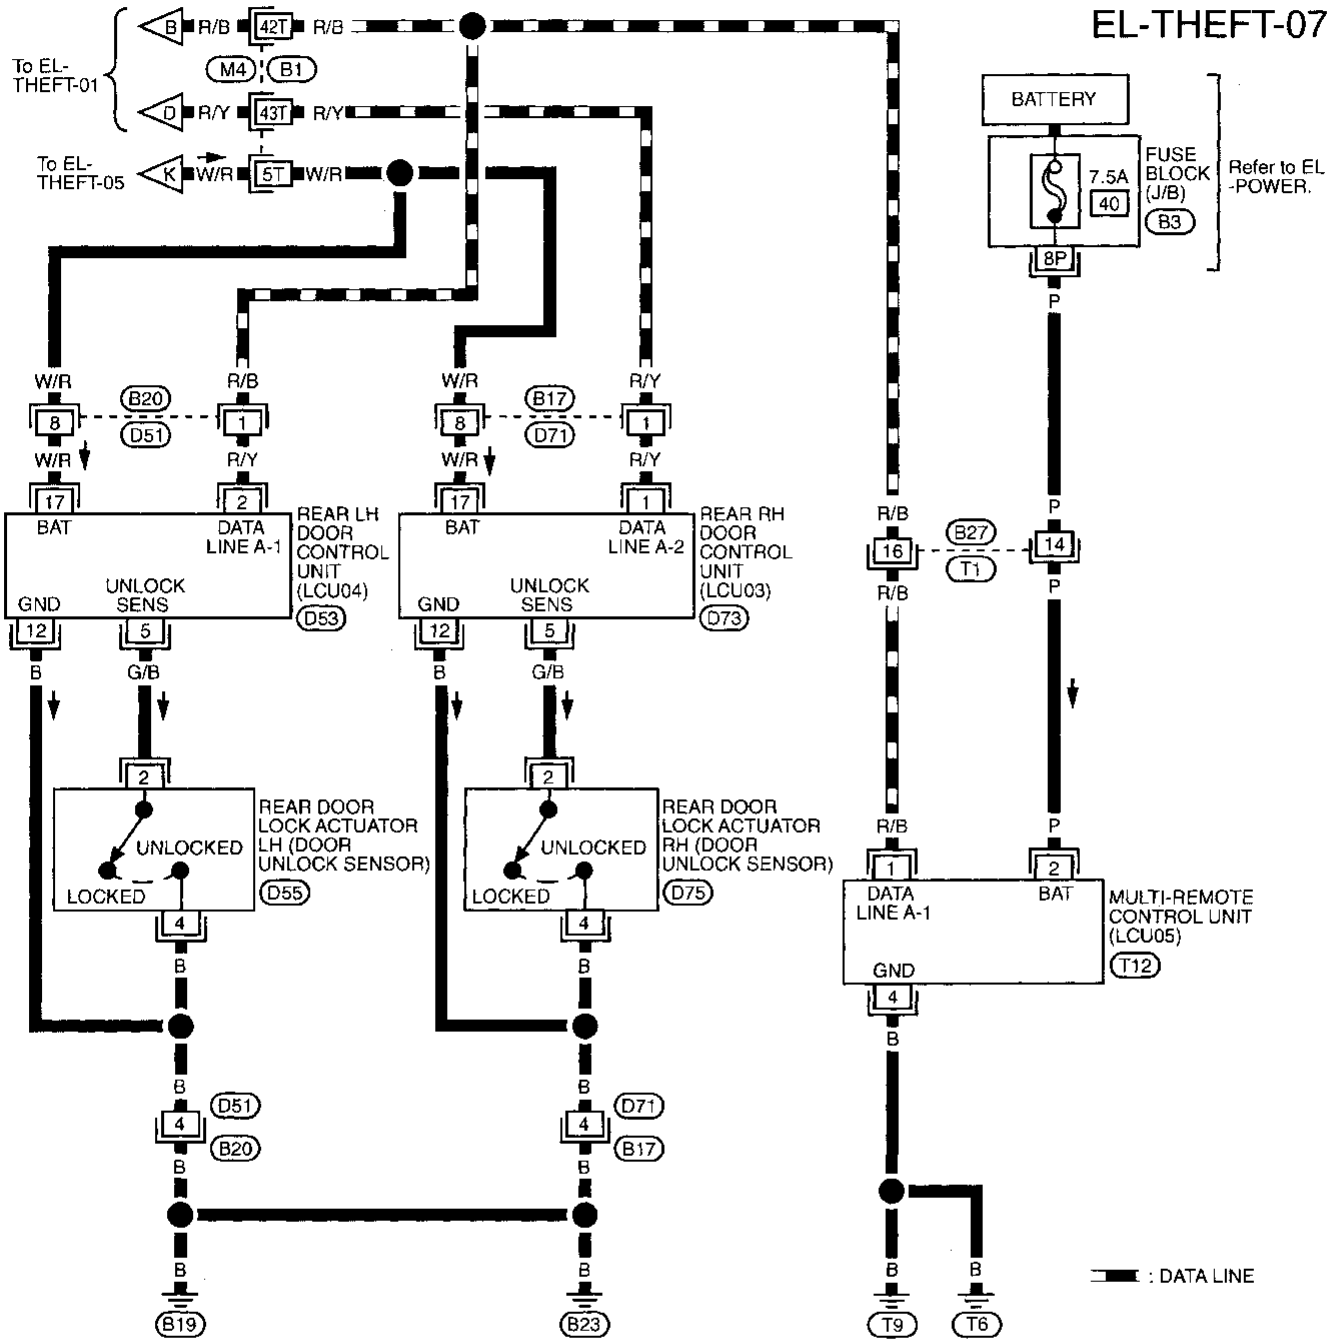 EL-THEFT-07
B R/B 42T R/B
To EL-
THEFT-01
M4 B1
D R/Y 43T R/Y
To EL-
THEFT-05
K W/R 5T W/R
BATTERY
FUSE
BLOCK
(J/B)
B3
7.5A
40
8P
Refer to EL
-POWER.
P
W/R R/B W/R R/Y
8 B20 D51 1
8 B17 D71 1
W/R R/Y W/R R/Y
17 2 17 1
BAT DATA
LINE A-1
UNLOCK
SENS
GND
12 5
REAR LH
DOOR
CONTROL
UNIT
(LCU04)
D53
BAT DATA
LINE A-2
UNLOCK
SENS
GND
12 5
REAR RH
DOOR
CONTROL
UNIT
(LCU03)
D73
R/B P
16 B27 T1 14
R/B P
B G/B B G/B
2 2
UNLOCKED
LOCKED
REAR DOOR
LOCK ACTUATOR
LH (DOOR
UNLOCK SENSOR)
D55
4
UNLOCKED
LOCKED
REAR DOOR
LOCK ACTUATOR
RH (DOOR
UNLOCK SENSOR)
D75
4
R/B P
1 2
DATA
LINE A-1
BAT
GND
4
MULTI-REMOTE
CONTROL UNIT
(LCU05)
T12
B B B
B B
4 D51 B20
4 D71 B17
B B
B B B B
: DATA LINE
B19 B23 T9 T6